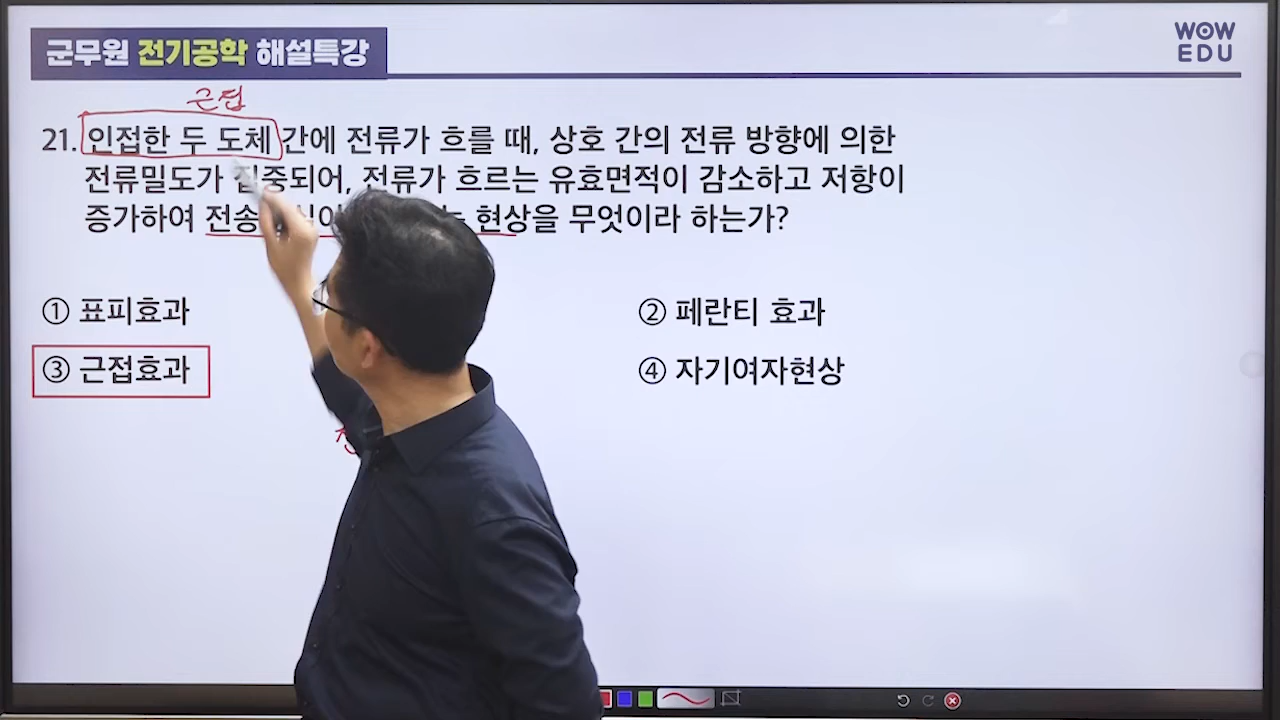 군무원 전기공학 해설특강
WOW
EDU
근접
21. 인접한 두 도체 간에 전류가 흐를 때, 상호 간의 전류 방향에 의한
전류밀도가 집중되어, 전류가 흐르는 유효면적이 감소하고 저항이
증가하여 현상을 무엇이라 하는가?
① 표피효과
② 페란티 효과
③ 근접효과
④ 자기여자현상